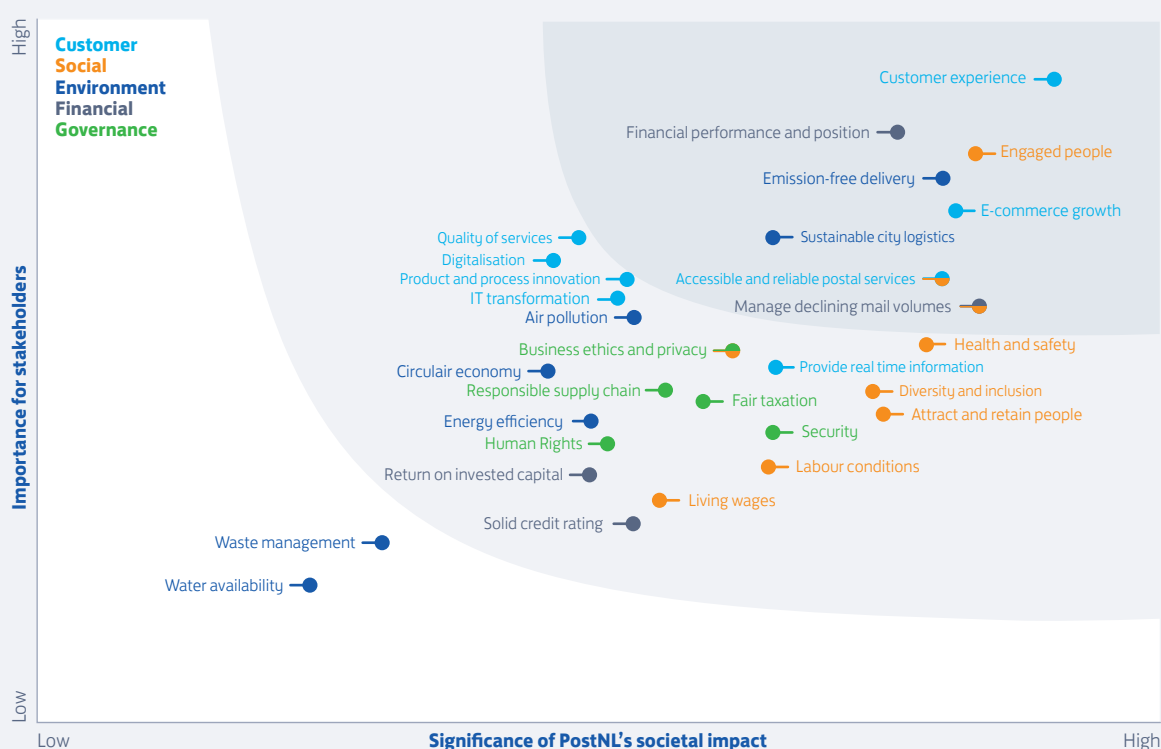 High
Customer
Social
Environment
Financial
Governance
Customer experience
Financial performance and position
Engaged people
Emission-free delivery
E-commerce growth
Quality of services
Sustainable city logistics
Digitalisation
Product and process innovation
Accessible and reliable postal services
IT transformation
Manage declining mail volumes
Air pollution
Health and safety
Business ethics and privacy
Provide real time information
Circulair economy
Responsible supply chain
Diversity and inclusion
Fair taxation
Attract and retain people
Energy efficiency
Security
Human Rights
Labour conditions
Return on invested capital
Living wages
Solid credit rating
Waste management
Water availability
Importance for stakeholders
Low
Low
Significance of PostNL's societal impact
High